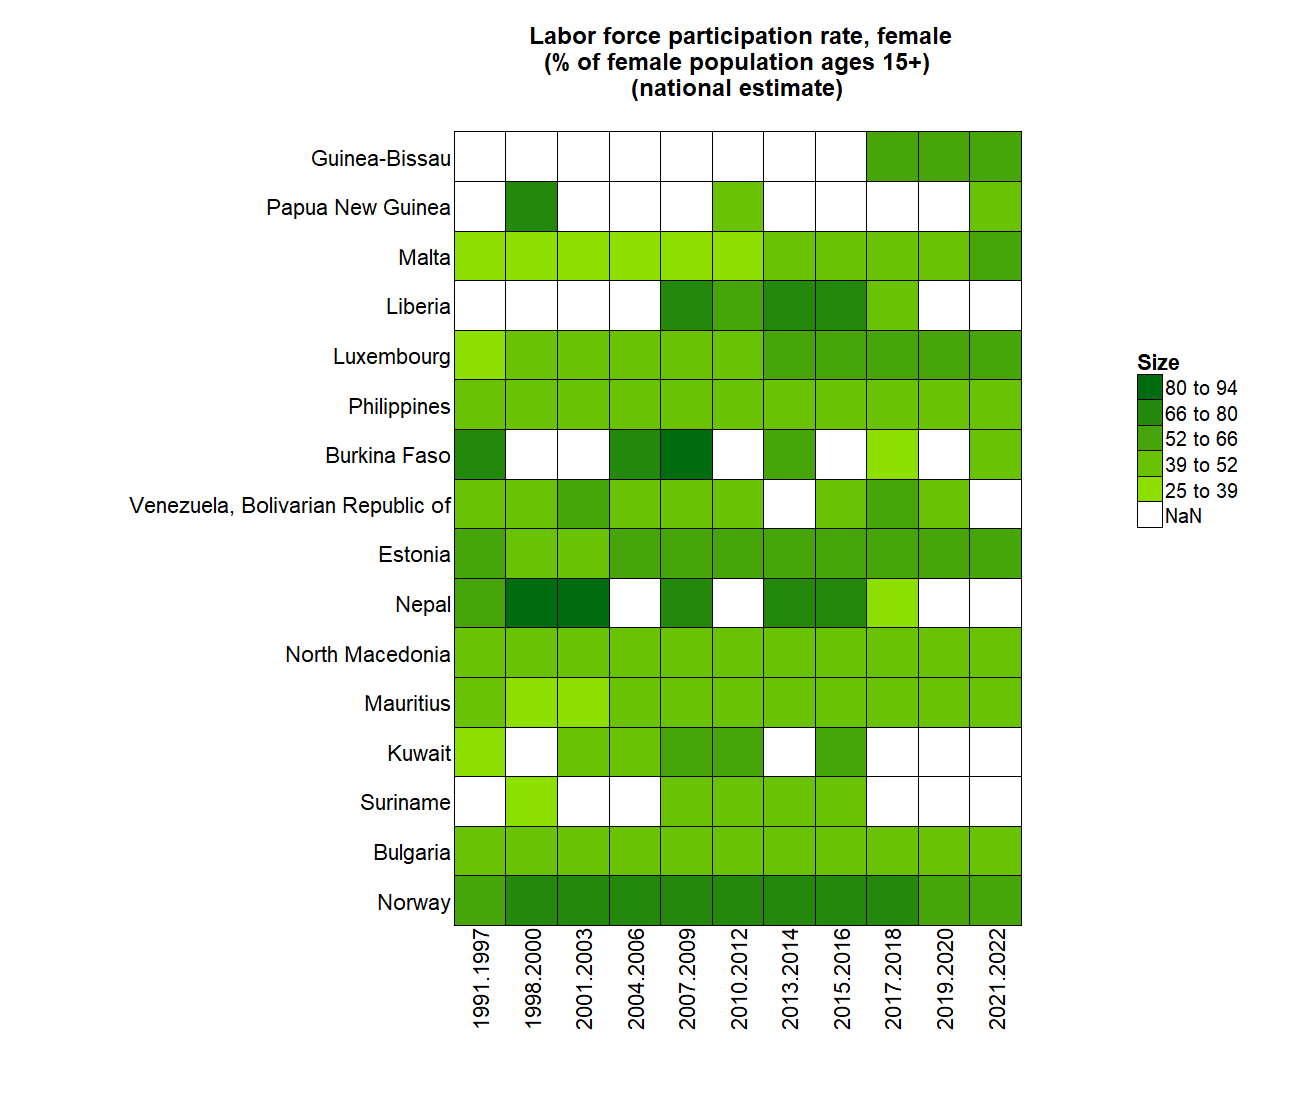 Labor force participation rate, female
(% of female population ages 15+)
(national estimate)
Guinea-Bissau
Papua New Guinea
Malta
Liberia
Luxembourg
Philippines
Burkina Faso
Venezuela, Bolivarian Republic of
Estonia
Nepal
North Macedonia
Mauritius
Kuwait
Suriname
Bulgaria
Norway
1991.1997
1998.2000
2001.2003
2004.2006
2007.2009
2010.2012
2013.2014
2015.2016
2017.2018
2019.2020
2021.2022
Size
80 to 94
66 to 80
52 to 66
39 to 52
25 to 39
NaN